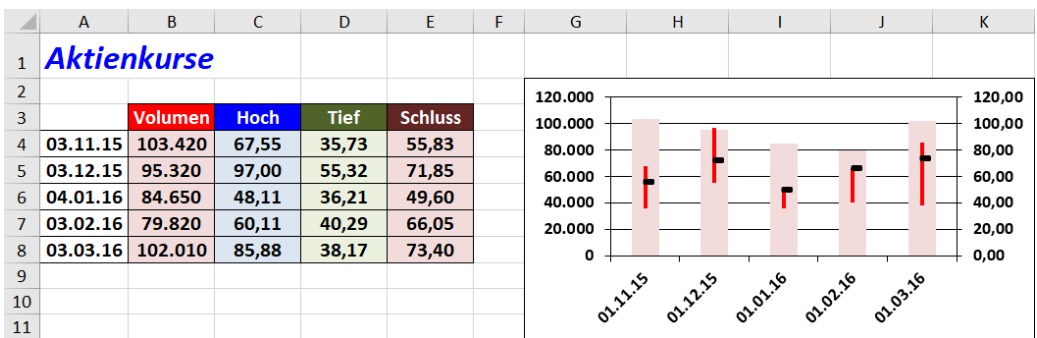 A B C D E F G H I J K
1 Aktienkurse
2
3 Volumen Hoch Tief Schluss
4 03.11.15 103.420 67,55 35,73 55,83
5 03.12.15 95.320 97,00 55,32 71,85
6 04.01.16 84.650 48,11 36,21 49,60
7 03.02.16 79.820 60,11 40,29 66,05
8 03.03.16 102.010 85,88 38,17 73,40
9
10
11
120.000 120,00
100.000 100,00
80.000 80,00
60.000 60,00
40.000 40,00
20.000 20,00
0 0,00
01.11.15 01.12.15 01.01.16 01.02.16 01.03.16